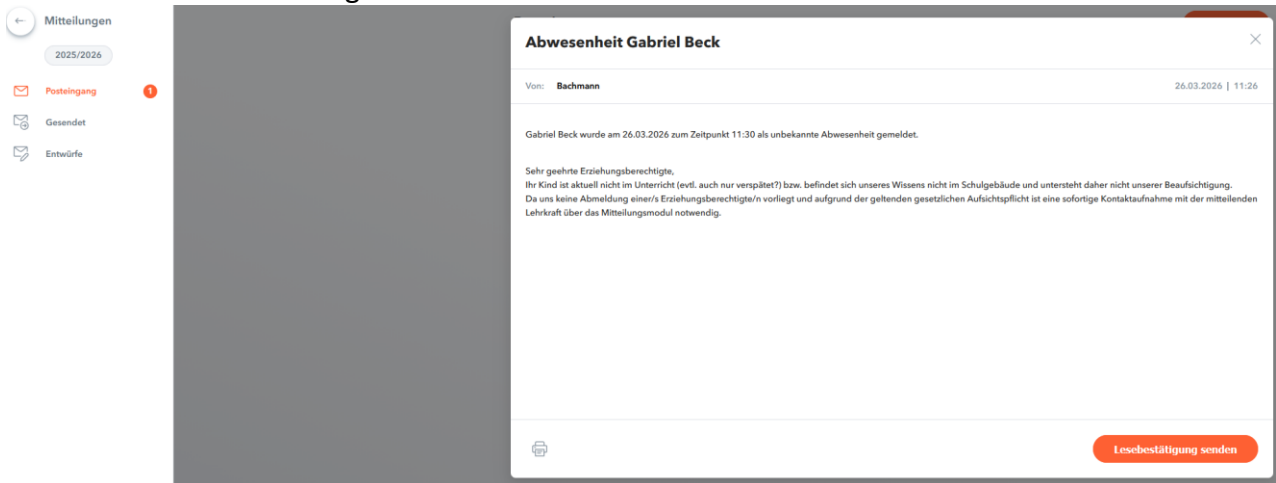 Mitteilungen
2025/2026
Posteingang 1
Gesendet
Entwürfe
Abwesenheit Gabriel Beck
Von: Bachmann 26.03.2026 | 11:26
Gabriel Beck wurde am 26.03.2026 zum Zeitpunkt 11:30 als unbekannte Abwesenheit gemeldet.
Sehr geehrte Erziehungsberechtigte,
Ihr Kind ist aktuell nicht im Unterricht (evtl. auch nur verspätet?) bzw. befindet sich unseres Wissens nicht im Schulgebäude und untersteht daher nicht unserer Beaufsichtigung.
Da uns keine Abmeldung einer/s Erziehungsberechtigte/n vorliegt und aufgrund der geltenden gesetzlichen Aufsichtspflicht ist eine sofortige Kontaktaufnahme mit der mitteilenden
Lehrkraft über das Mitteilungsmodul notwendig.
Lesebestätigung senden